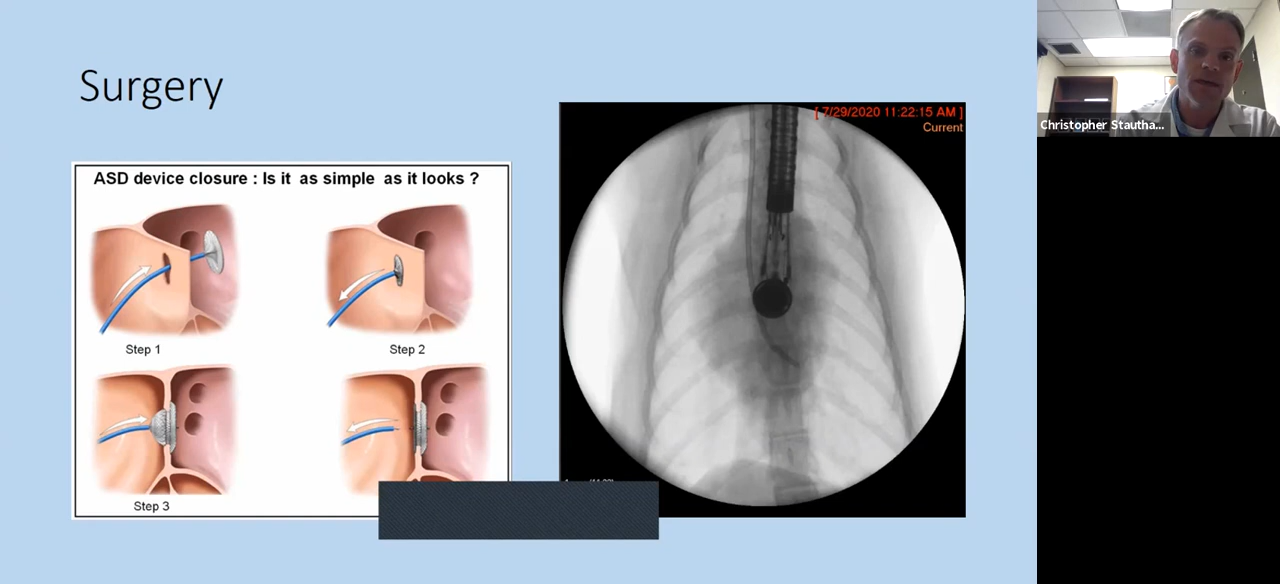 Surgery
ASD device closure : Is it as simple as it looks ?
Step 1
Step 2
Step 3
[ 7/29/2020 11:22:15 AM ]
Current
Christopher Stautha...